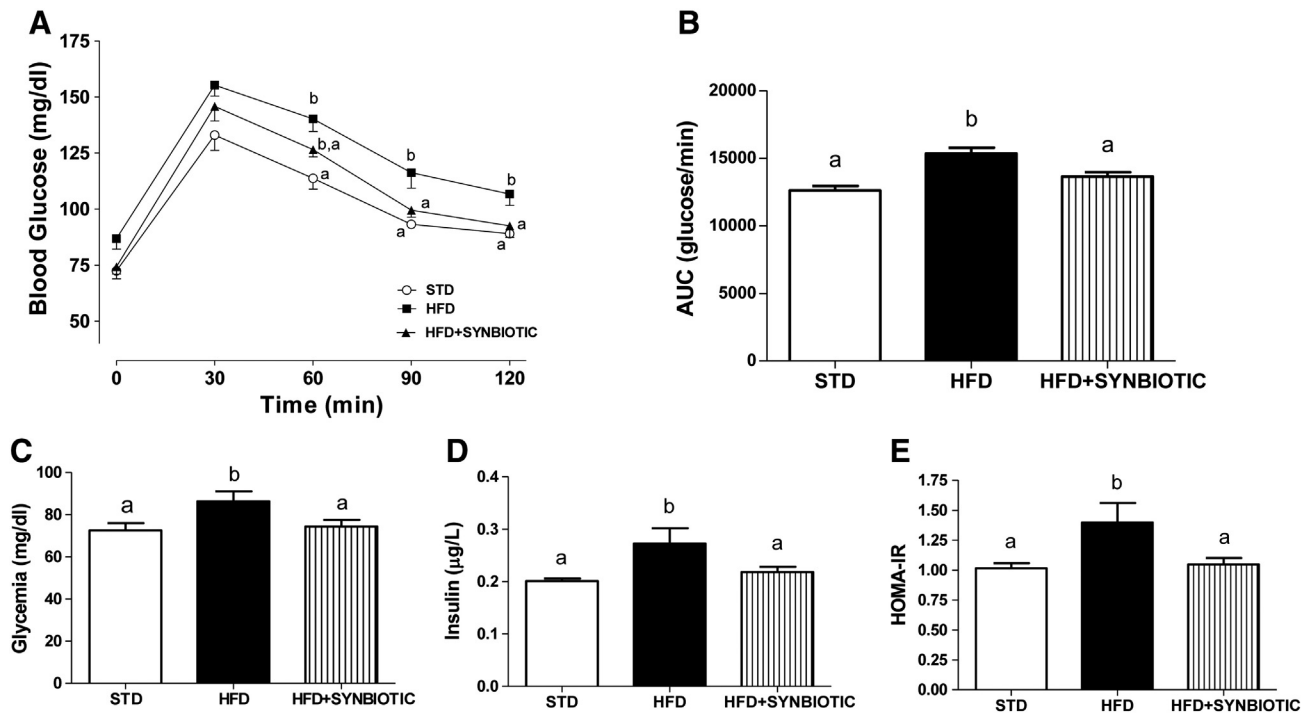 A
Blood Glucose (mg/dl)
175
150
125
100
75
50
b
b,a
a
b
a
a
b
a
a
STD
HFD
HFD+SYNBIOTIC
0 30 60 90 120
Time (min)
B
AUC (glucose/min)
20000
15000
10000
5000
0
a
b
a
STD HFD HFD+SYNBIOTIC
C
Glycemia (mg/dl)
100
80
60
40
20
0
a
b
a
STD HFD HFD+SYNBIOTIC
D
Insulin (μg/L)
0.4
0.3
0.2
0.1
0.0
a
b
a
STD HFD HFD+SYNBIOTIC
E
HOMA-IR
1.75
1.50
1.25
1.00
0.75
0.50
0.25
0.00
a
b
a
STD HFD HFD+SYNBIOTIC